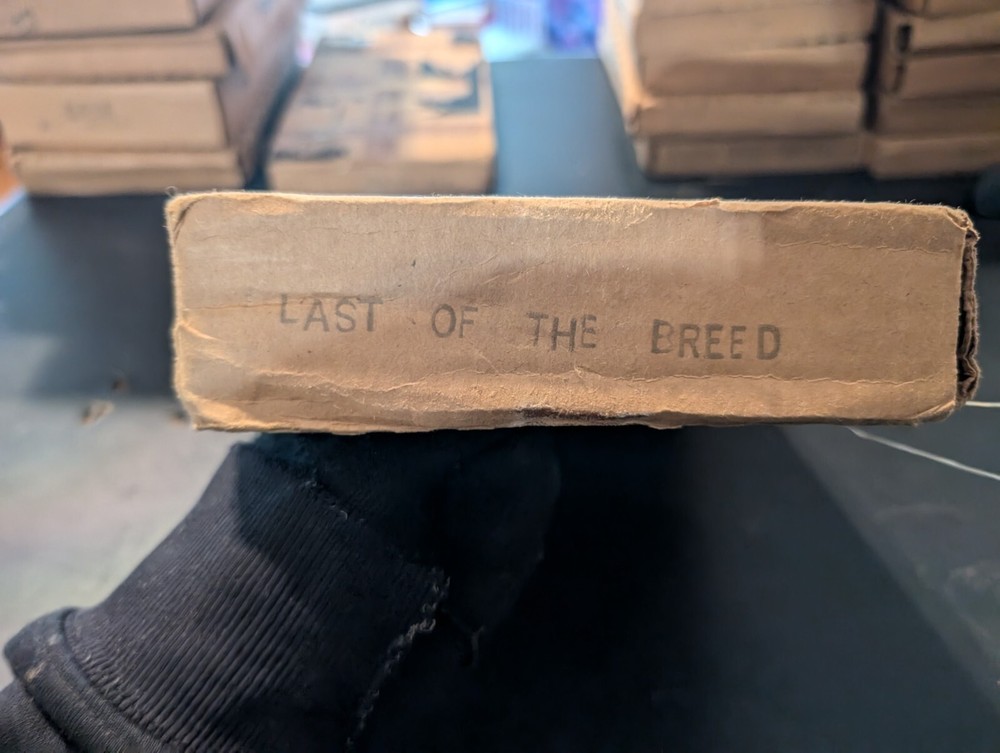 LAST OF THE BREED